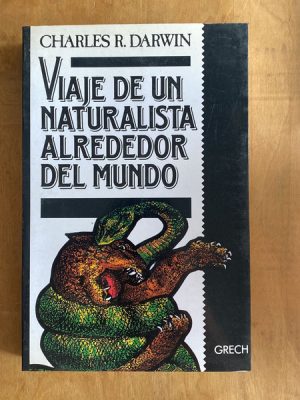 CHARLES R. DARWIN
VIAJE DE UN
NATURALISTA
ALREDEDOR
DEL MUNDO
GRECH